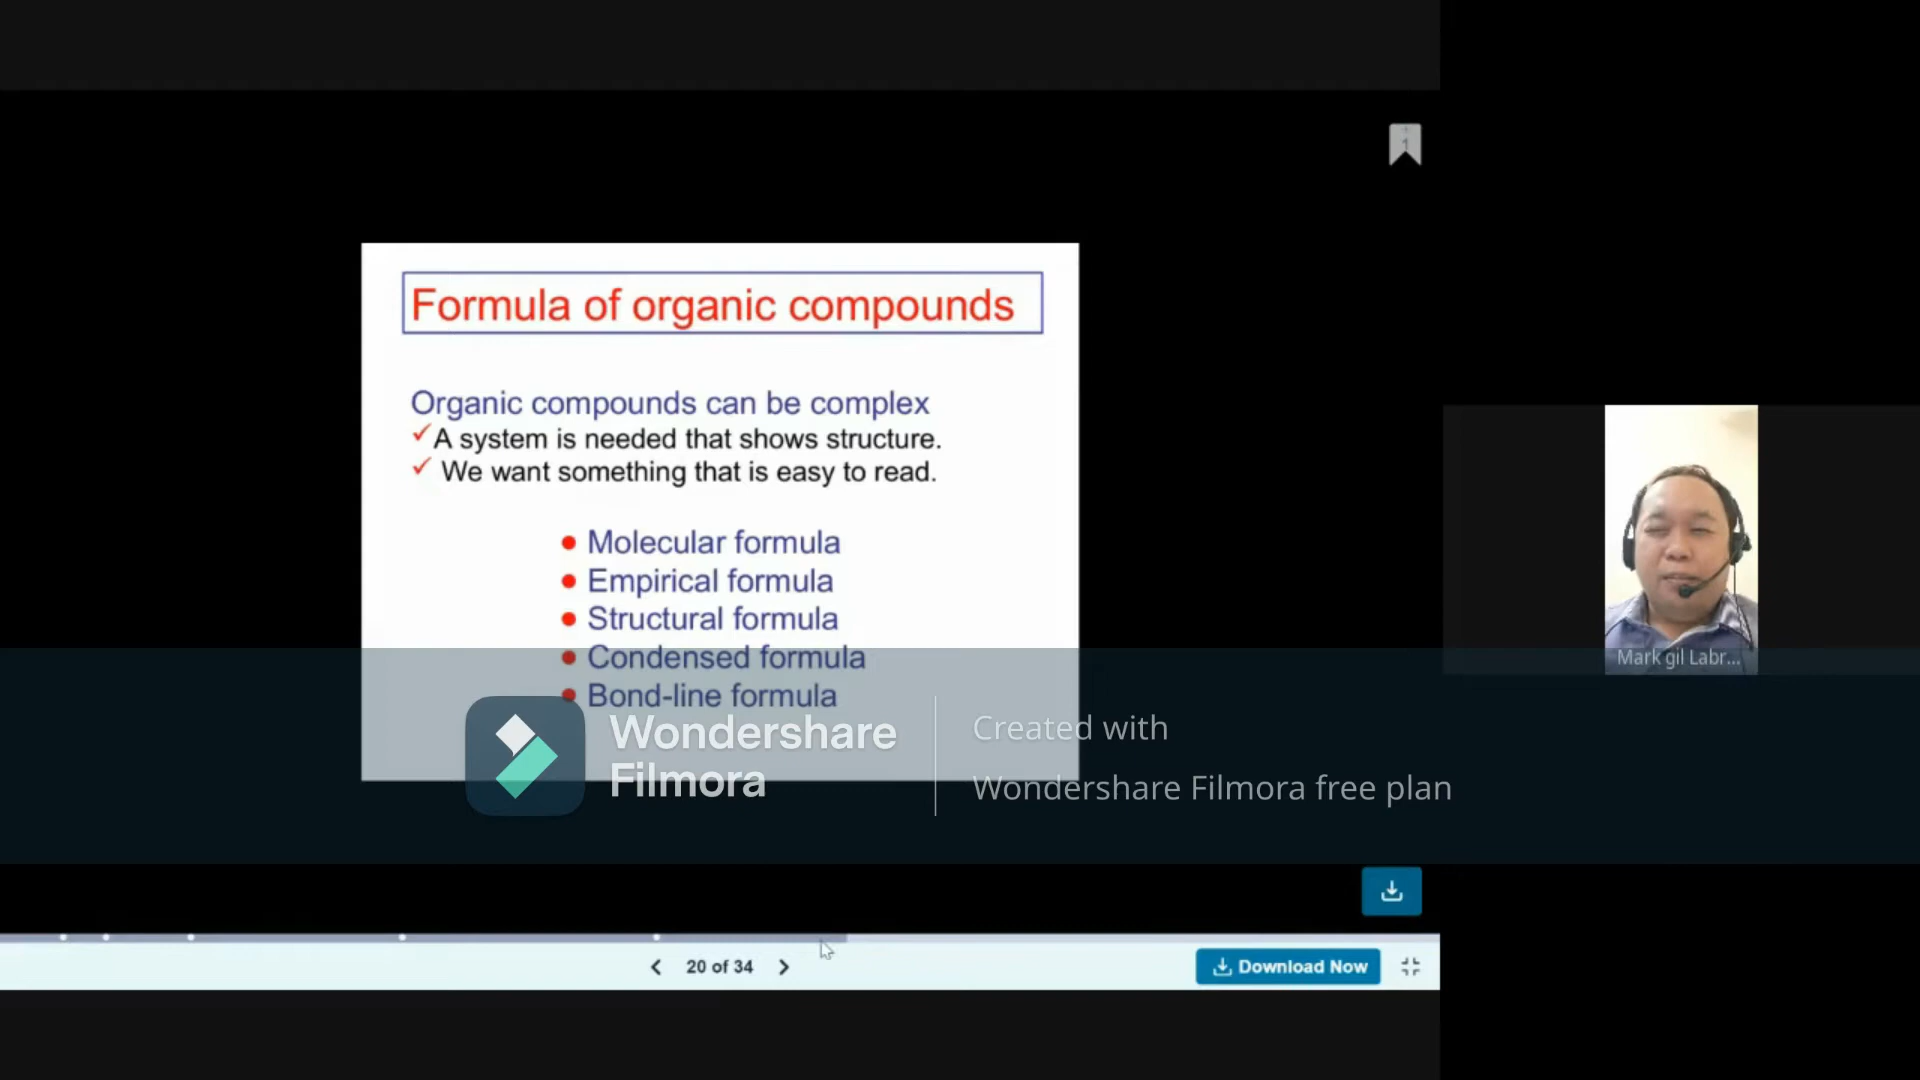 1
Formula of organic compounds
Organic compounds can be complex
✓A system is needed that shows structure.
✓ We want something that is easy to read.
● Molecular formula
● Empirical formula
● Structural formula
● Condensed formula
● Bond-line formula
Mark gil Labr...
Wondershare
Filmora
Created with
Wondershare Filmora free plan
20 of 34
Download Now